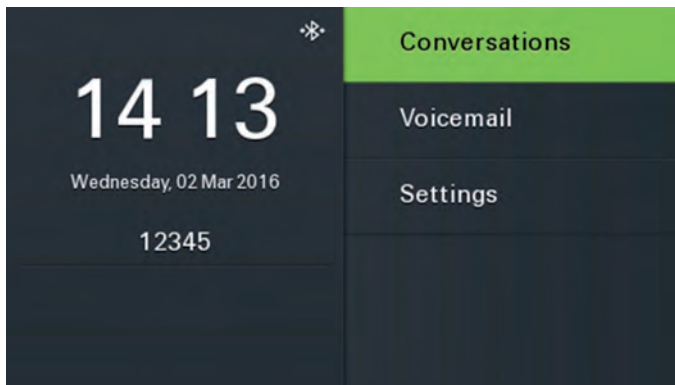 14 13
Wednesday, 02 Mar 2016
12345
Conversations
Voicemail
Settings